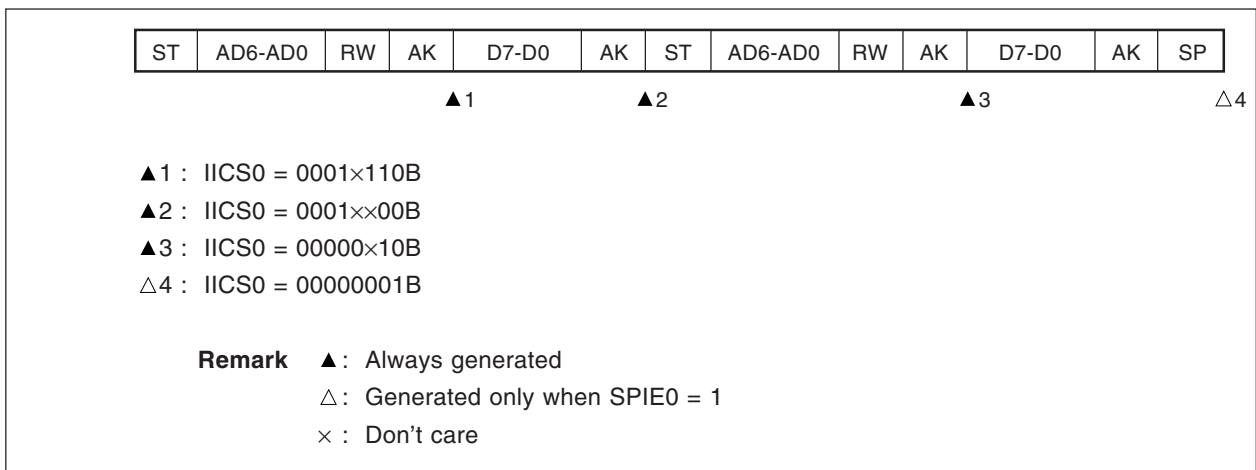 ST AD6-AD0 RW AK D7-D0 AK ST AD6-AD0 RW AK D7-D0 AK SP
▲1 ▲2 ▲3 △4
▲1 : IICS0 = 0001×110B
▲2 : IICS0 = 0001××00B
▲3 : IICS0 = 00000×10B
△4 : IICS0 = 00000001B
Remark ▲ : Always generated
△ : Generated only when SPIE0 = 1
× : Don't care